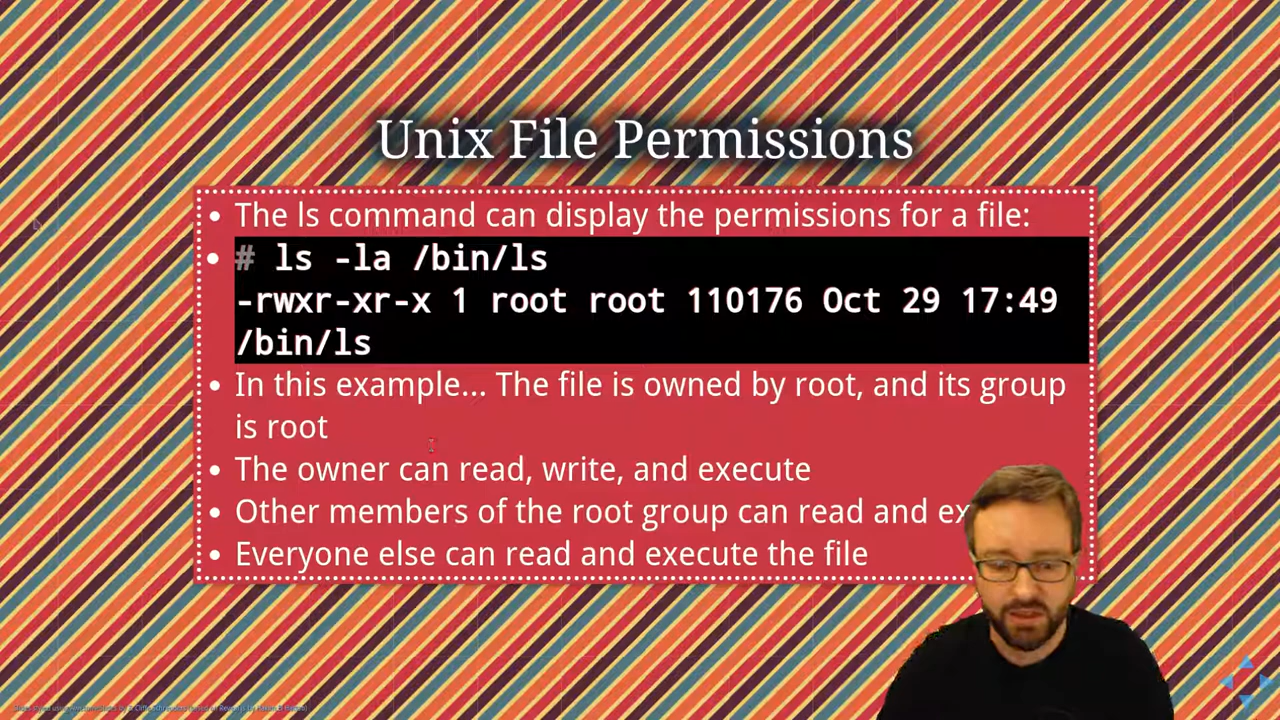 Unix File Permissions
• The ls command can display the permissions for a file:
• # ls -la /bin/ls
-rwxr-xr-x 1 root root 110176 Oct 29 17:49
/bin/ls
• In this example... The file is owned by root, and its group
is root
• The owner can read, write, and execute
• Other members of the root group can read and ex
• Everyone else can read and execute the file